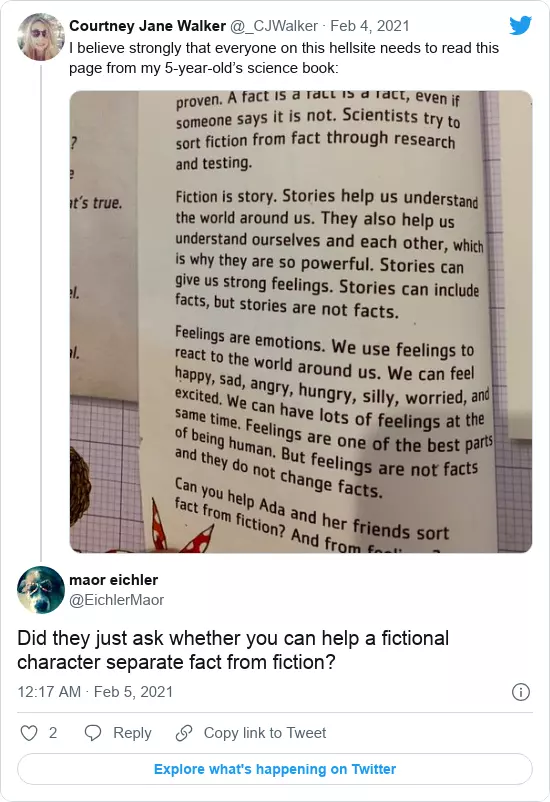 Courtney Jane Walker @_CJWalker · Feb 4, 2021
I believe strongly that everyone on this hellsite needs to read this
page from my 5-year-old’s science book:
?
at's true.
proven. A fact is a fact is a fact, even if
someone says it is not. Scientists try to
sort fiction from fact through research
and testing.
Fiction is story. Stories help us understand
the world around us. They also help us
understand ourselves and each other, which
is why they are so powerful. Stories can
give us strong feelings. Stories can include
facts, but stories are not facts.
Feelings are emotions. We use feelings to
react to the world around us. We can feel
happy, sad, angry, hungry, silly, worried, and
excited. We can have lots of feelings at the
same time. Feelings are one of the best parts
of being human. But feelings are not facts
and they do not change facts.
Can you help Ada and her friends sort
fact from fiction? And from
maor eichler
@EichlerMaor
Did they just ask whether you can help a fictional
character separate fact from fiction?
12:17 AM · Feb 5, 2021
2 Reply Copy link to Tweet
Explore what's happening on Twitter